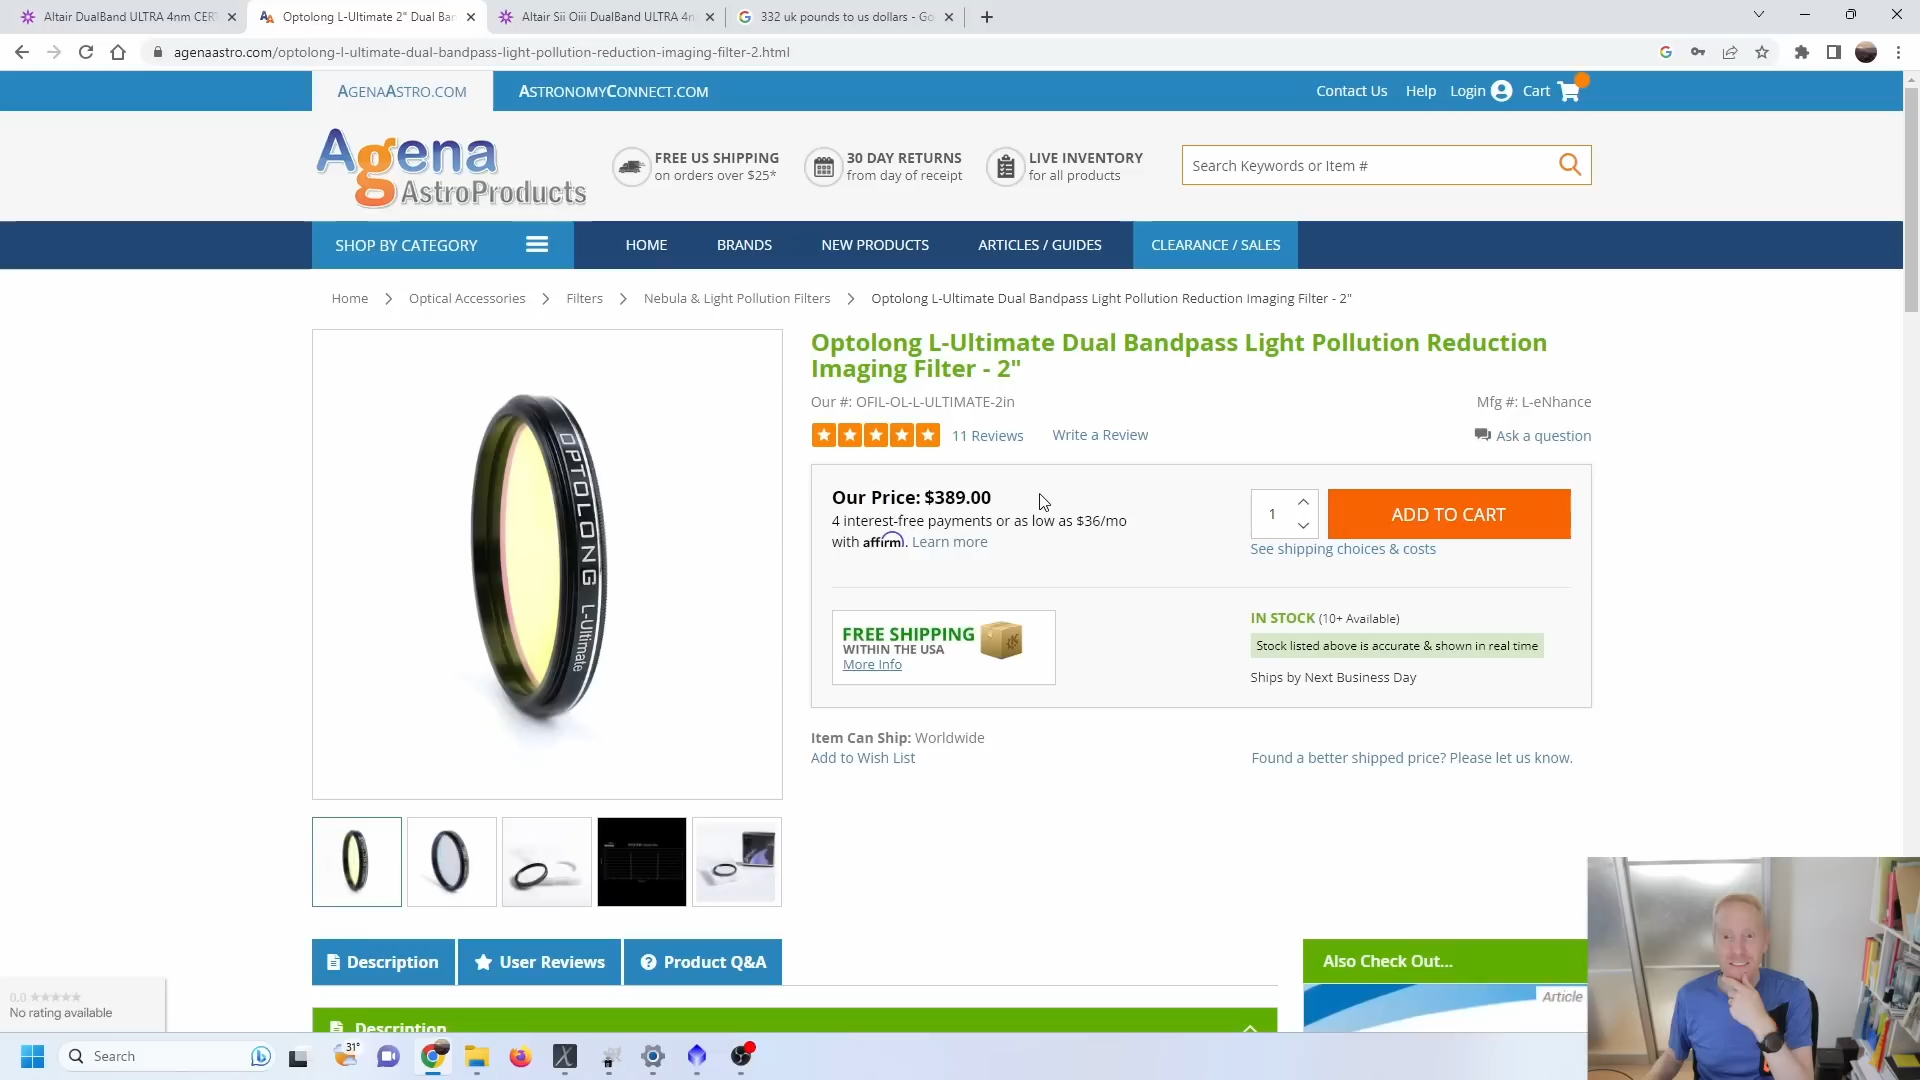 Altair DualBand ULTRA 4nm CER
Optolong L-Ultimate 2" Dual Ban
Altair Sii Oiii DualBand ULTRA 4n
332 uk pounds to us dollars - Go
agenaastro.com/optolong-l-ultimate-dual-bandpass-light-pollution-reduction-imaging-filter-2.html
AGENAASTRO.COM
ASTRONOMYCONNECT.COM
Contact Us
Help
Login
Cart
Agena
AstroProducts
FREE US SHIPPING
on orders over $25*
30 DAY RETURNS
from day of receipt
LIVE INVENTORY
for all products
Search Keywords or Item #
SHOP BY CATEGORY
HOME
BRANDS
NEW PRODUCTS
ARTICLES / GUIDES
CLEARANCE / SALES
Home > Optical Accessories > Filters > Nebula & Light Pollution Filters > Optolong L-Ultimate Dual Bandpass Light Pollution Reduction Imaging Filter - 2"
OPTOLONG L-Ultimate
Optolong L-Ultimate Dual Bandpass Light Pollution Reduction
Imaging Filter - 2"
Our #: OFIL-OL-L-ULTIMATE-2in
Mfg #: L-eNhance
11 Reviews
Write a Review
Ask a question
Our Price: $389.00
4 interest-free payments or as low as $36/mo
with affirm. Learn more
1
ADD TO CART
See shipping choices & costs
FREE SHIPPING
WITHIN THE USA
More Info
IN STOCK (10+ Available)
Stock listed above is accurate & shown in real time
Ships by Next Business Day
Item Can Ship: Worldwide
Add to Wish List
Found a better shipped price? Please let us know.
Description
User Reviews
Product Q&A
Also Check Out...
Article
0.0
No rating available
Description
Search
31°